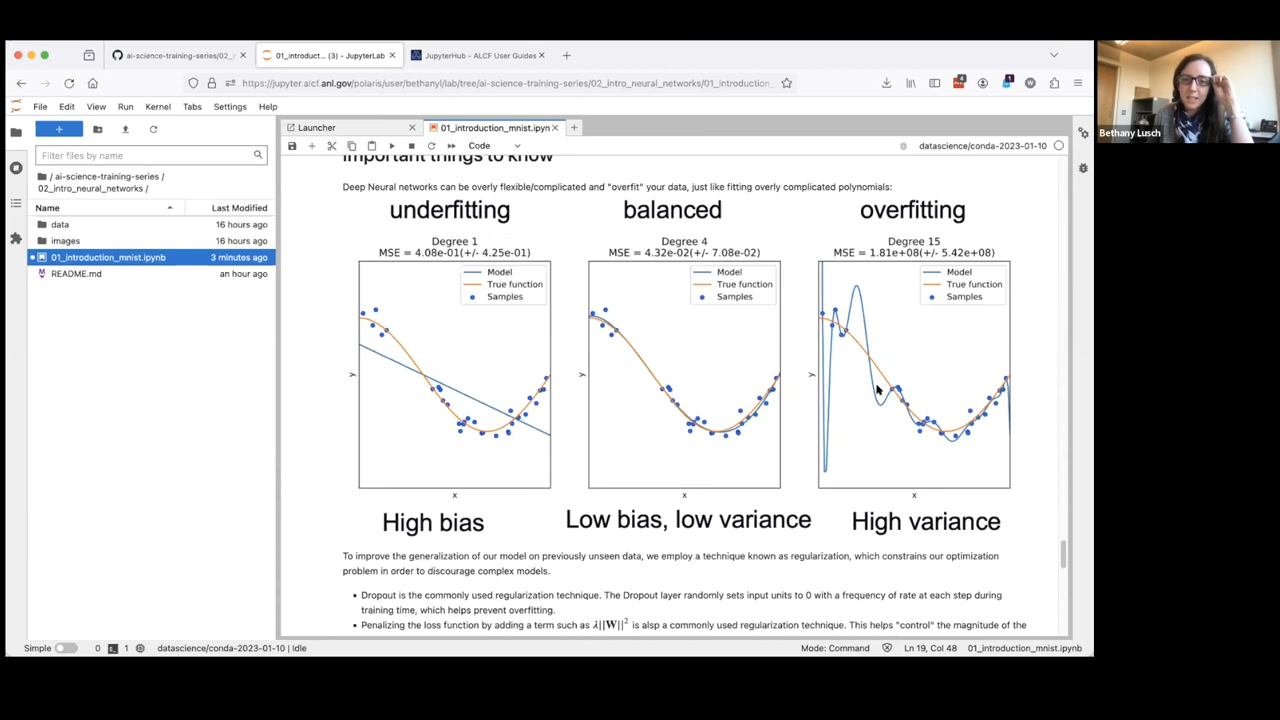 ai-science-training-series/02_
01_introduct... (3) - JupyterLab
JupyterHub - ALCF User Guides
https://jupyter.alcf.anl.gov/polaris/user/bethanyl/lab/tree/ai-science-training-series/02_intro_neural_networks/01_introduction_
4
1
File Edit View Run Kernel Tabs Settings Help
Bethany Lusch
Launcher
01_introduction_mnist.ipyn
Code
datascience/conda-2023-01-10
Filter files by name
/ ai-science-training-series /
02_intro_neural_networks /
Name Last Modified
data 16 hours ago
images 16 hours ago
01_introduction_mnist.ipynb 3 minutes ago
README.md an hour ago
Important things to know
Deep Neural networks can be overly flexible/complicated and "overfit" your data, just like fitting overly complicated polynomials:
underfitting balanced overfitting
Degree 1
MSE = 4.08e-01(+/- 4.25e-01)
Model
True function
Samples
y
x
Degree 4
MSE = 4.32e-02(+/- 7.08e-02)
Model
True function
Samples
y
x
Degree 15
MSE = 1.81e+08(+/- 5.42e+08)
Model
True function
Samples
y
x
High bias Low bias, low variance High variance
To improve the generalization of our model on previously unseen data, we employ a technique known as regularization, which constrains our optimization
problem in order to discourage complex models.
• Dropout is the commonly used regularization technique. The Dropout layer randomly sets input units to 0 with a frequency of rate at each step during
training time, which helps prevent overfitting.
• Penalizing the loss function by adding a term such as λ||W||² is alsp a commonly used regularization technique. This helps "control" the magnitude of the
Simple 0 1 datascience/conda-2023-01-10 | Idle
Mode: Command Ln 19, Col 48 01_introduction_mnist.ipynb